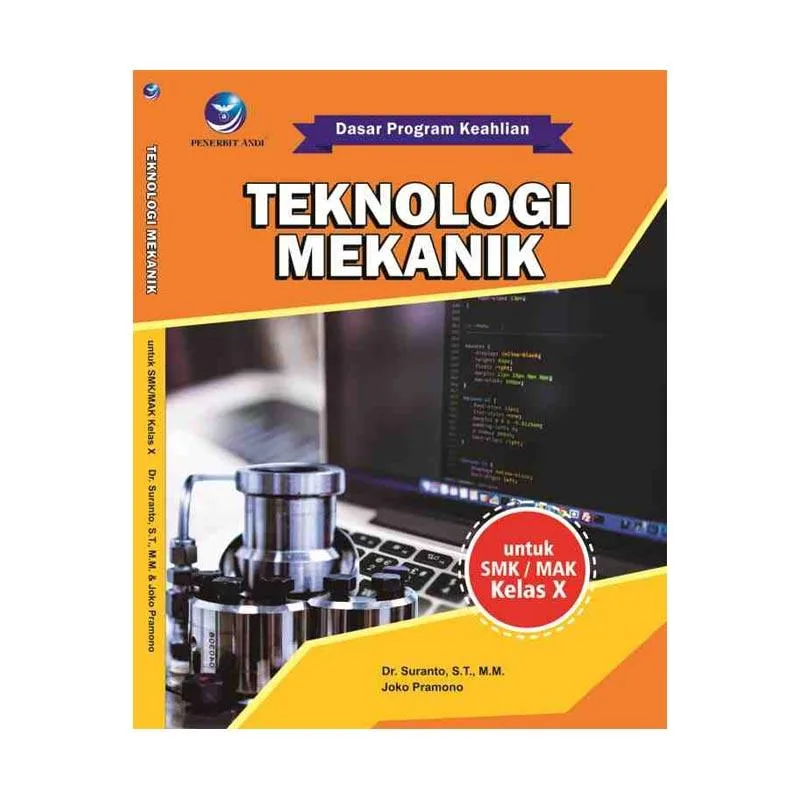 PENERBIT ANDI
Dasar Program Keahlian
TEKNOLOGI
MEKANIK
untuk
SMK / MAK
Kelas X
Dr. Suranto, S.T., M.M.
Joko Pramono
TEKNOLOGI MEKANIK
untuk SMK/MAK Kelas X
Dr. Suranto, S.T., M.M. & Joko Pramono